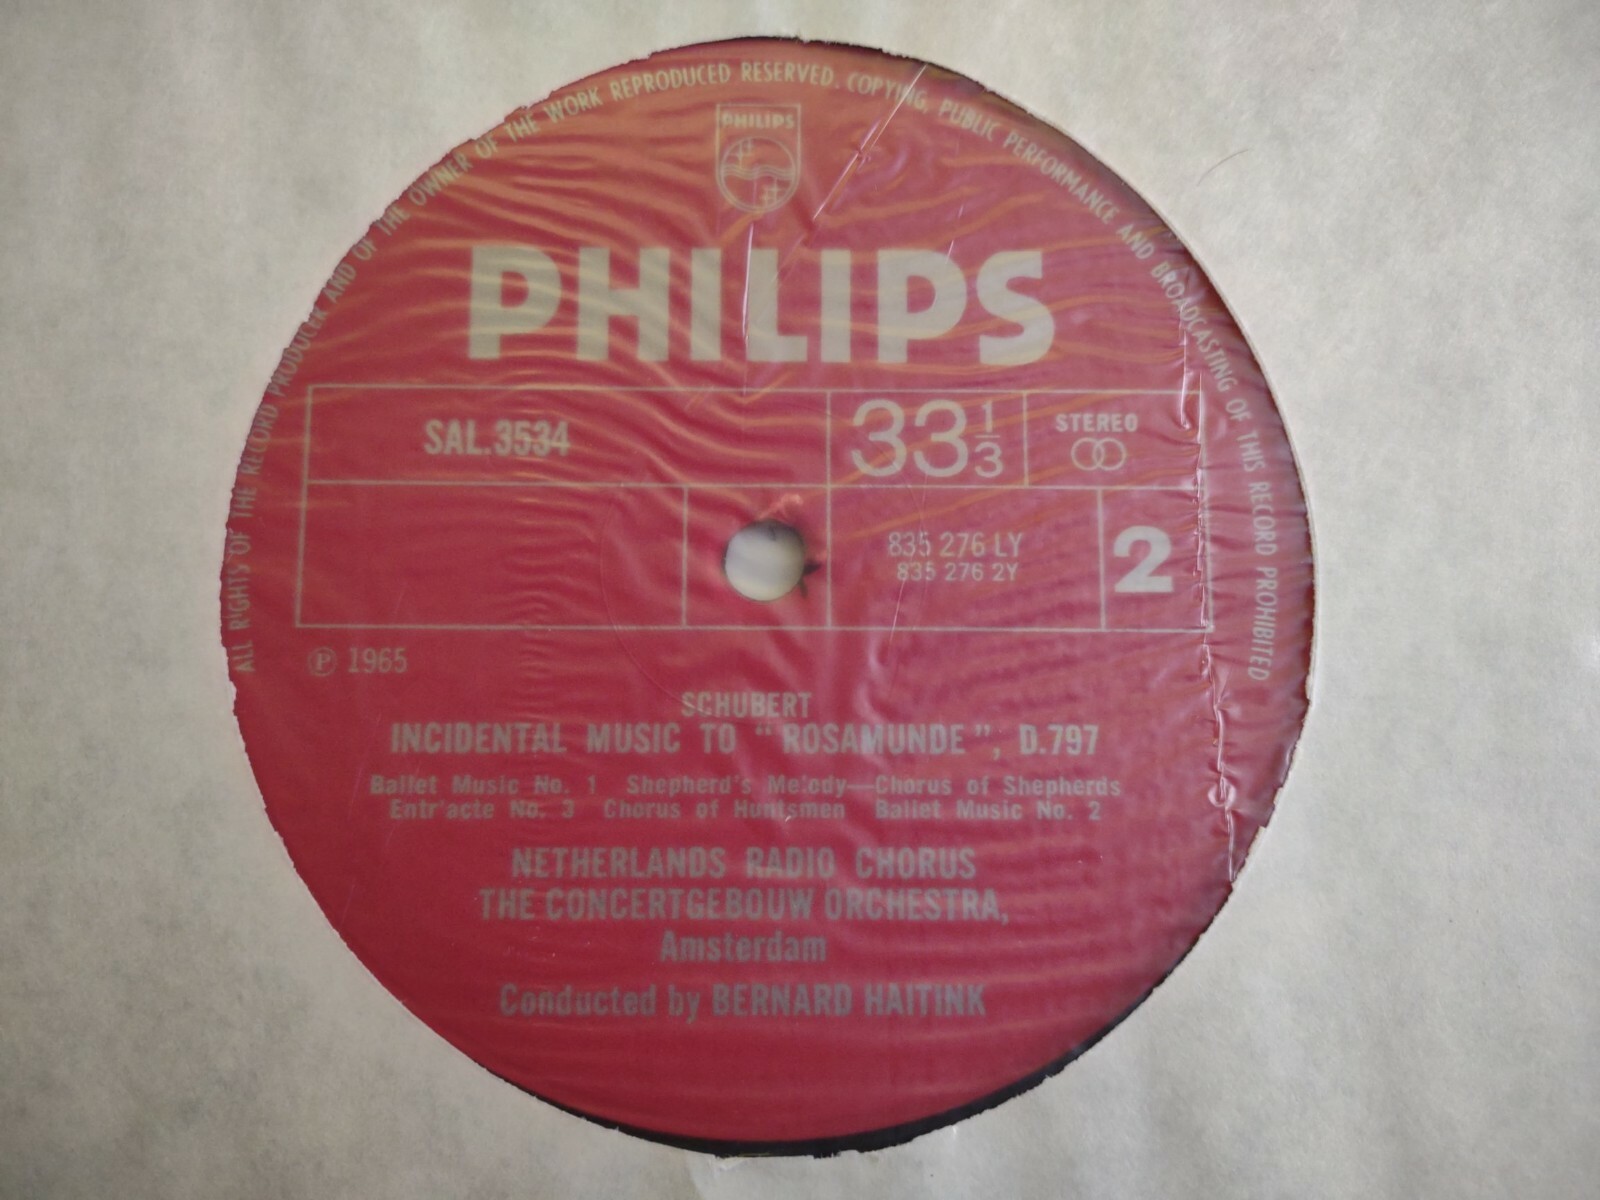 ALL RIGHTS OF THE RECORD PRODUCER AND OF THE OWNER OF THE WORK REPRODUCED RESERVED. COPYING, PUBLIC PERFORMANCE AND BROADCASTING OF THIS RECORD PROHIBITED
PHILIPS
PHILIPS
SAL.3534
33 1/3
STEREO
835 276 LY
835 276 2Y
2
Ⓟ 1965
SCHUBERT
INCIDENTAL MUSIC TO "ROSAMUNDE", D.797
Ballet Music No. 1 Shepherd's Melody—Chorus of Shepherds
Entr'acte No. 3 Chorus of Huntsmen Ballet Music No. 2
NETHERLANDS RADIO CHORUS
THE CONCERTGEBOUW ORCHESTRA,
Amsterdam
Conducted by BERNARD HAITINK